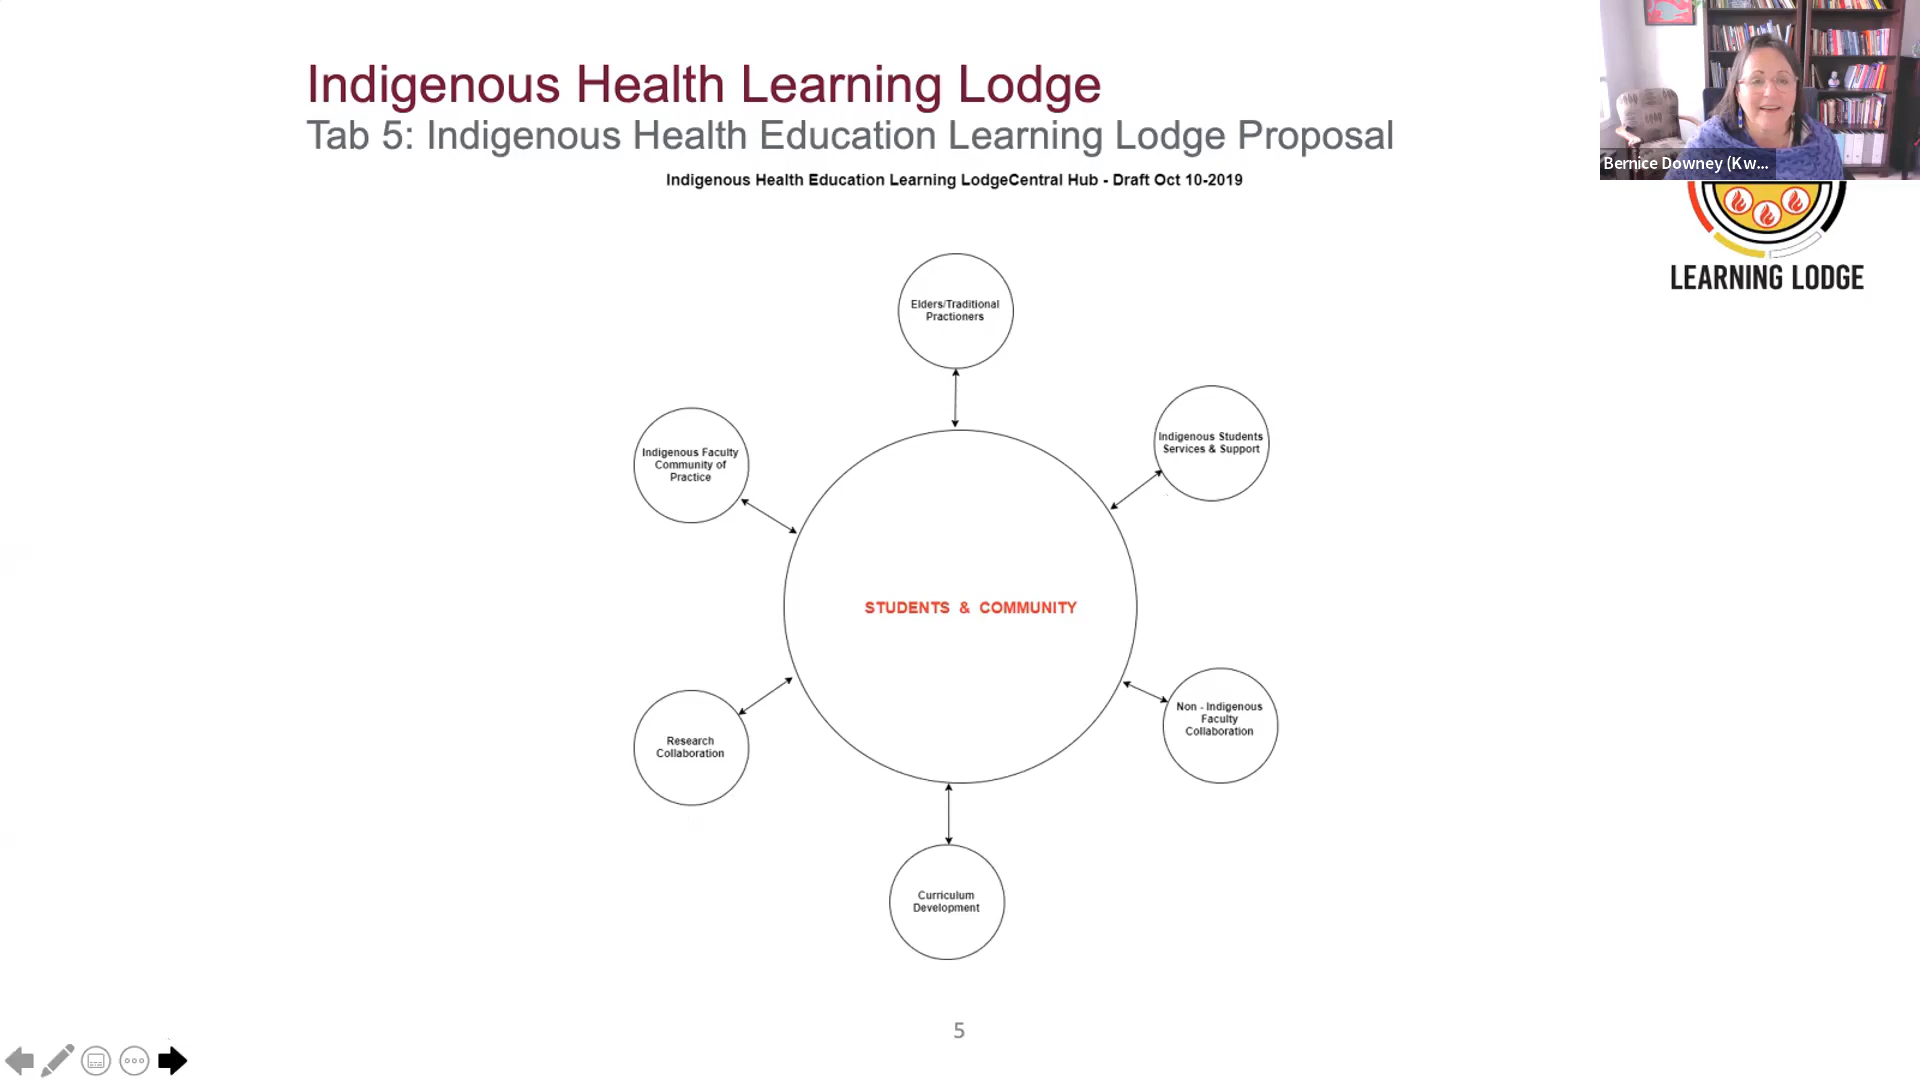 Indigenous Health Learning Lodge
Tab 5: Indigenous Health Education Learning Lodge Proposal
Indigenous Health Education Learning LodgeCentral Hub - Draft Oct 10-2019
Bernice Downey (Kw...
LEARNING LODGE
Elders/Traditional
Practioners
Indigenous Students
Services & Support
Indigenous Faculty
Community of
Practice
STUDENTS & COMMUNITY
Non - Indigenous
Faculty
Collaboration
Research
Collaboration
Curriculum
Development
5